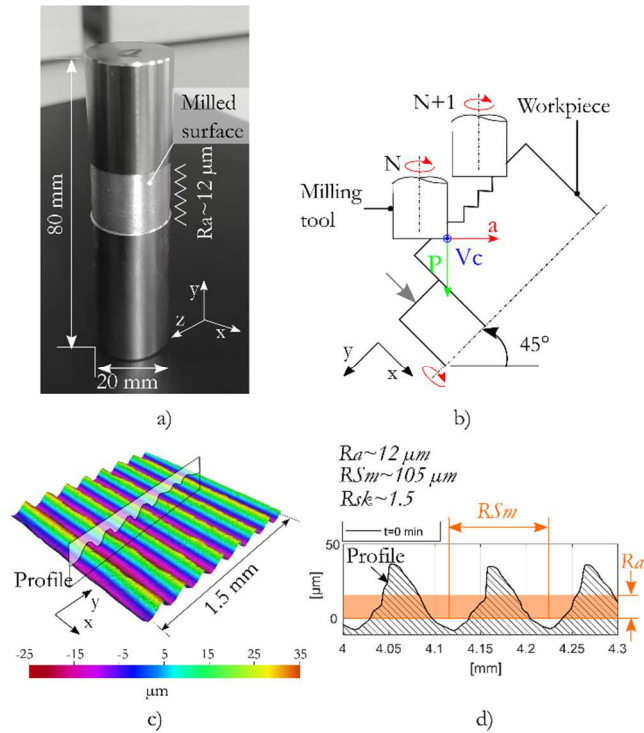 Milled
surface
80 mm
Ra~12 μm
y
z
x
20 mm
a)
N+1
Workpiece
N
Milling
tool
a
P
Vc
45°
y
x
b)
Profile
y
x
1.5 mm
-25 -15 -5 5 15 25 35
μm
c)
Ra~12 μm
RSm~105 μm
Rsk~1.5
t=0 min
RSm
Ra
50
Profile
[μm]
0
4 4.05 4.1 4.15 4.2 4.25 4.3
[mm]
d)